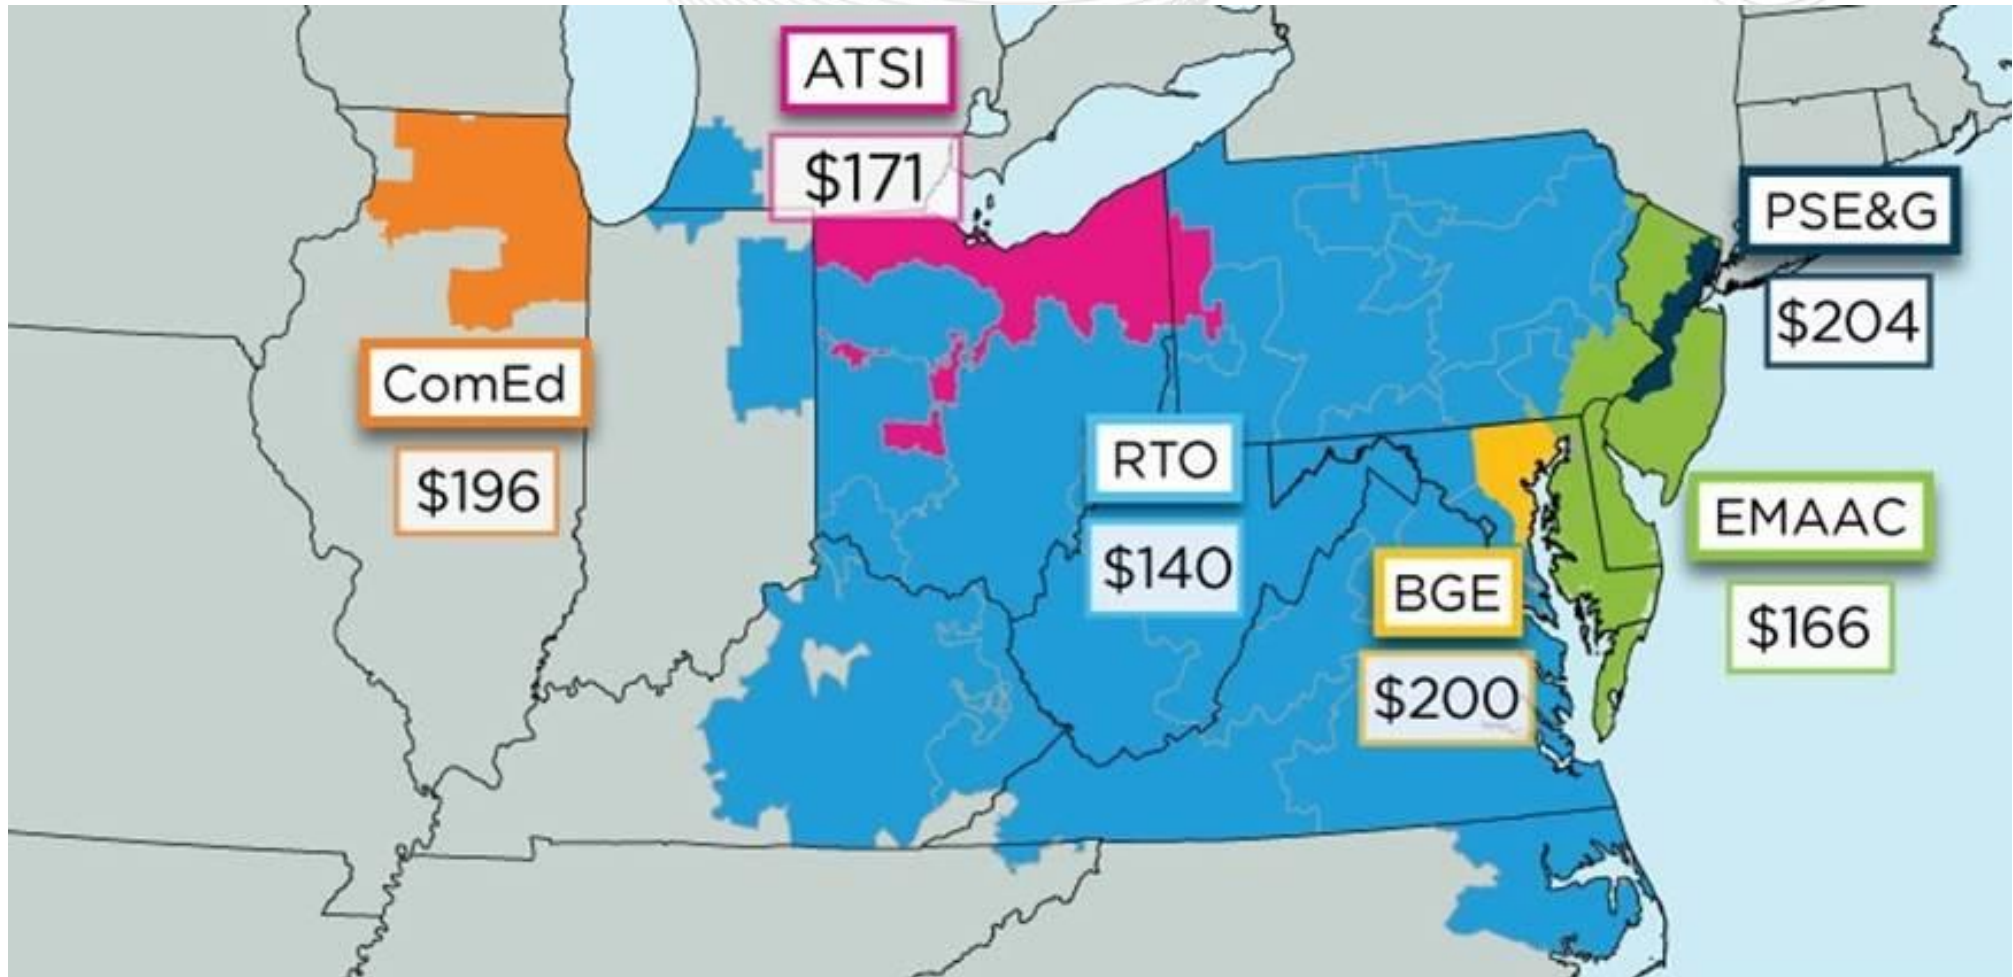 ATSI
$171
PSE&G
$204
ComEd
$196
RTO
$140
EMAAC
$166
BGE
$200